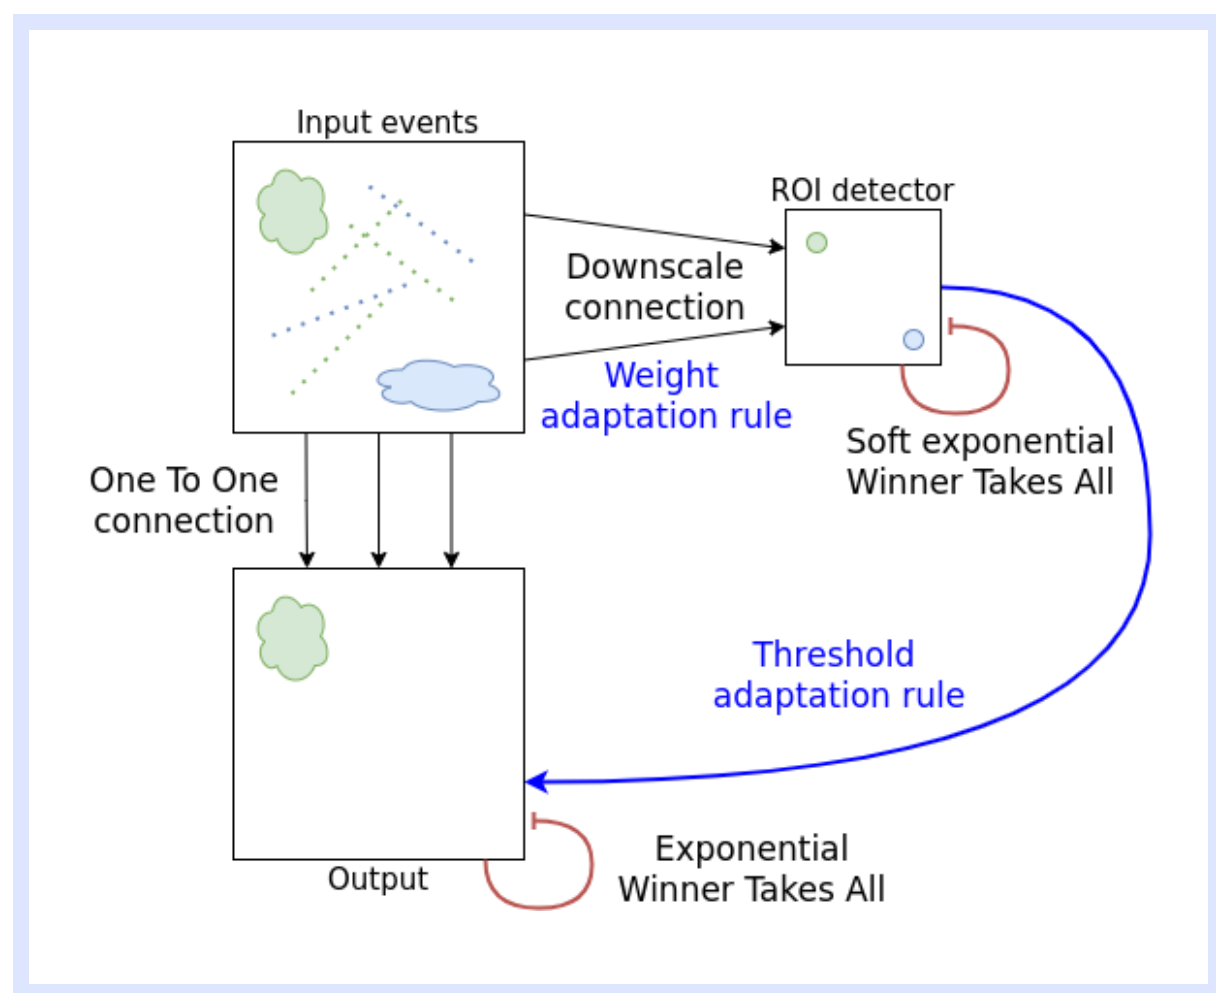 Input events
ROI detector
Downscale
connection
Weight
adaptation rule
Soft exponential
Winner Takes All
One To One
connection
Threshold
adaptation rule
Exponential
Winner Takes All
Output